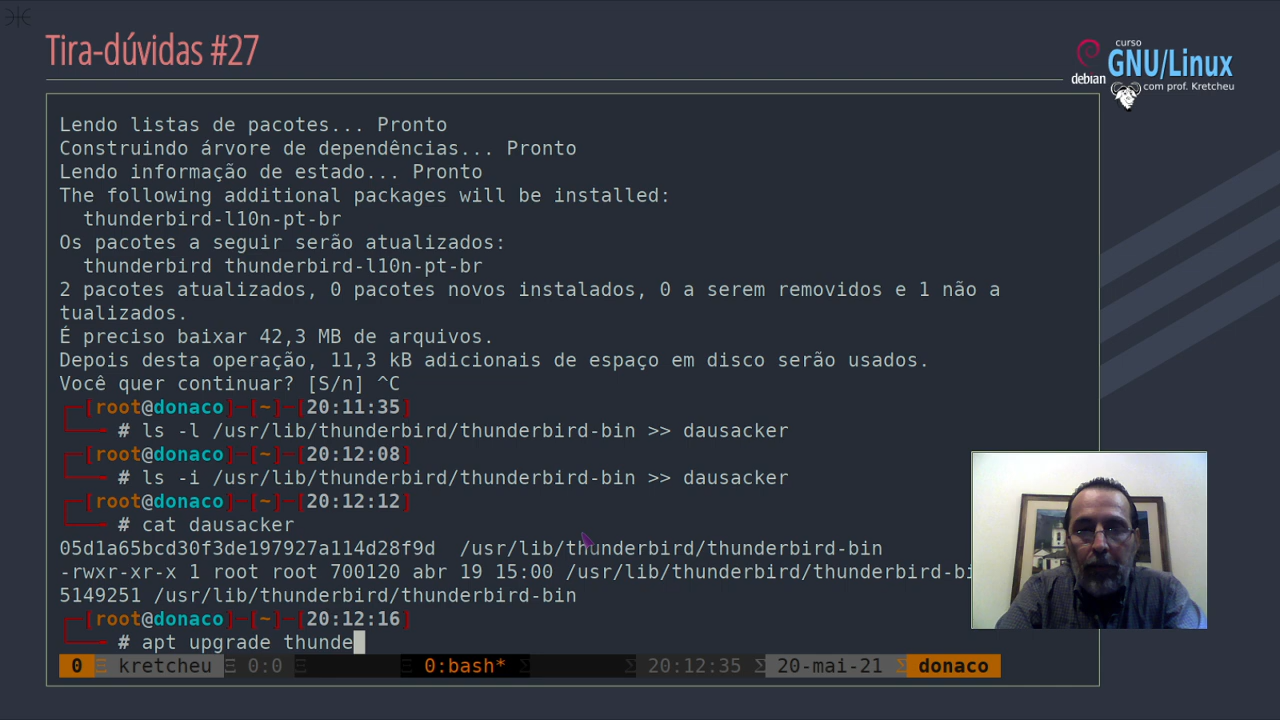 Tira-dúvidas #27
curso
GNU/Linux
debian
com prof. Kretcheu
Lendo listas de pacotes... Pronto
Construindo árvore de dependências... Pronto
Lendo informação de estado... Pronto
The following additional packages will be installed:
  thunderbird-l10n-pt-br
Os pacotes a seguir serão atualizados:
  thunderbird thunderbird-l10n-pt-br
2 pacotes atualizados, 0 pacotes novos instalados, 0 a serem removidos e 1 não a
tualizados.
É preciso baixar 42,3 MB de arquivos.
Depois desta operação, 11,3 kB adicionais de espaço em disco serão usados.
Você quer continuar? [S/n] ^C
[root@donaco]-[~]-[20:11:35]
# ls -l /usr/lib/thunderbird/thunderbird-bin >> dausacker
[root@donaco]-[~]-[20:12:08]
# ls -i /usr/lib/thunderbird/thunderbird-bin >> dausacker
[root@donaco]-[~]-[20:12:12]
# cat dausacker
05d1a65bcd30f3de197927a114d28f9d  /usr/lib/thunderbird/thunderbird-bin
-rwxr-xr-x 1 root root 700120 abr 19 15:00 /usr/lib/thunderbird/thunderbird-bi
5149251 /usr/lib/thunderbird/thunderbird-bin
[root@donaco]-[~]-[20:12:16]
# apt upgrade thunde
0 Ξ kretcheu Ξ 0:0 Ξ 0:bash* Σ Σ 20:12:35 Σ 20-mai-21 Σ donaco